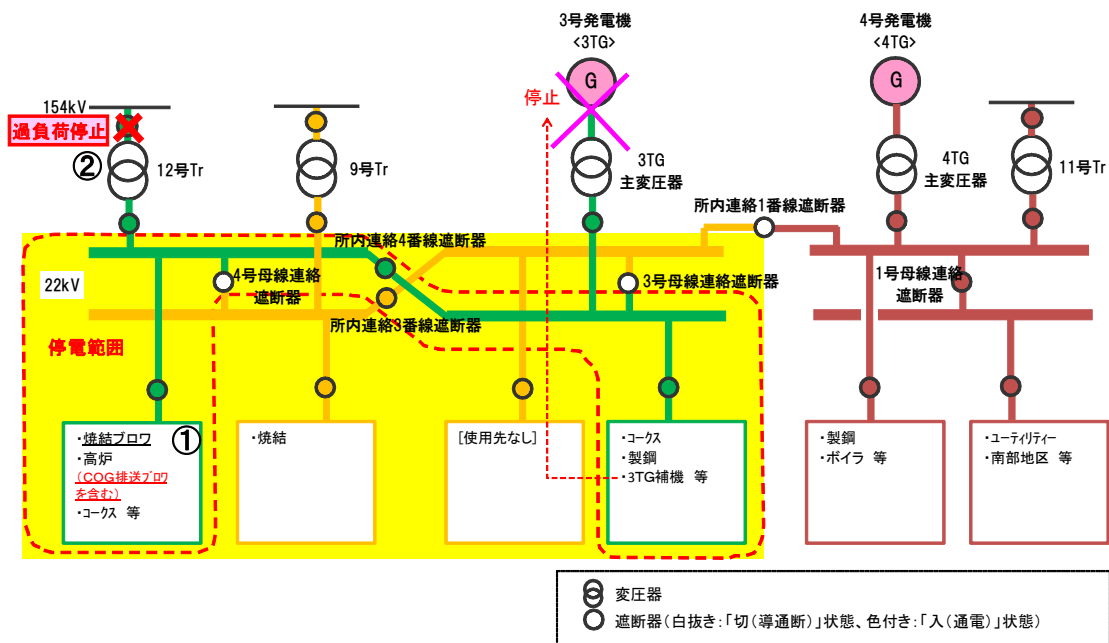 3号発電機
<3TG>
4号発電機
<4TG>
G
G
停止
154kV
過負荷停止
②
12号Tr
9号Tr
3TG
主変圧器
4TG
主変圧器
11号Tr
所内連絡1番線遮断器
所内連絡4番線遮断器
22kV
4号母線連絡
遮断器
3号母線連絡遮断器
1号母線連絡
遮断器
所内連絡3番線遮断器
停電範囲
・焼結ブロワ
①
・高炉
(COG排送ブロワ
を含む)
・コークス 等
・焼結
[使用先なし]
・コークス
・製鋼
・3TG補機 等
・製鋼
・ボイラ 等
・ユーティリティー
・南部地区 等
変圧器
遮断器(白抜き:「切(導通断)」状態、色付き:「入(通電)」状態)